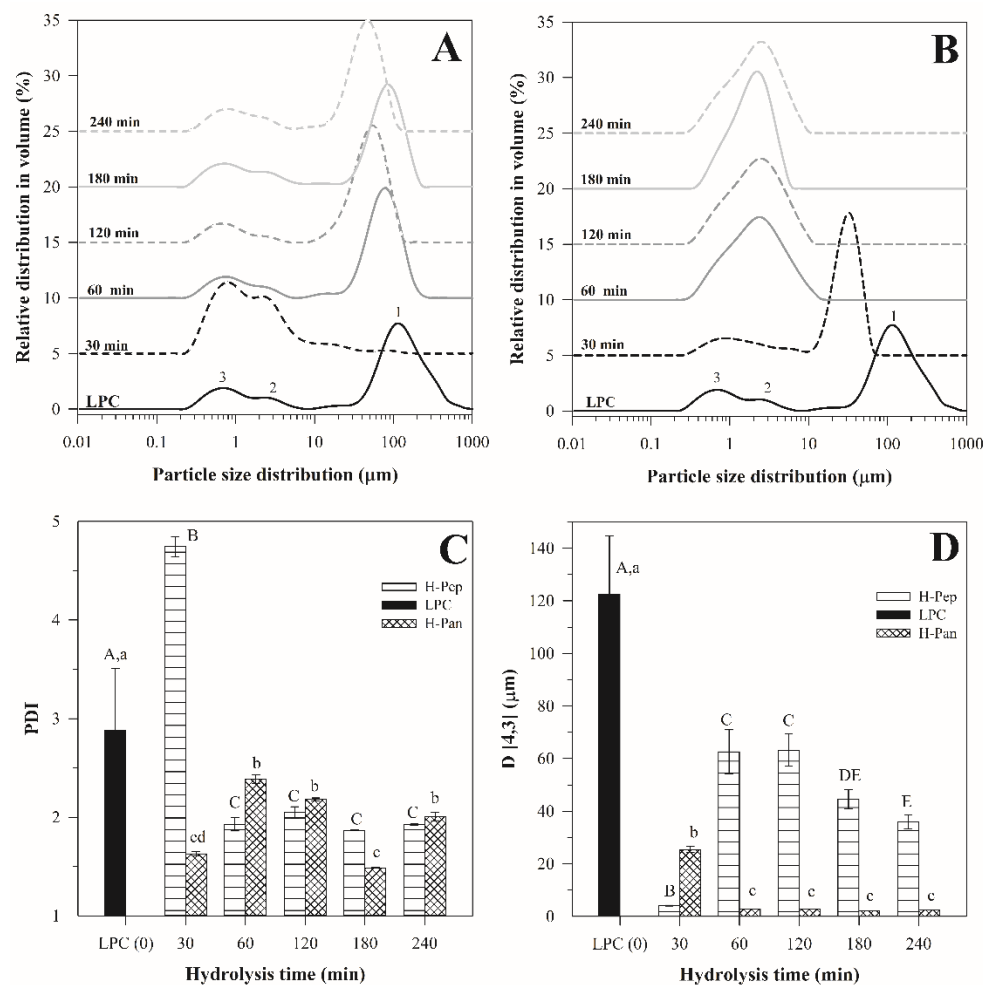 A
Relative distribution in volume (%)
35
30
25
20
15
10
5
0
240 min
180 min
120 min
60 min
30 min
LPC
3
2
1
0.01 0.1 1 10 100 1000
Particle size distribution (µm)
B
Relative distribution in volume (%)
35
30
25
20
15
10
5
0
240 min
180 min
120 min
60 min
30 min
LPC
3
2
1
0.01 0.1 1 10 100 1000
Particle size distribution (µm)
C
PDI
5
4
3
2
1
H-Pep
LPC
H-Pan
A,a
B
cd
C
b
C
b
C
c
C
b
LPC (0) 30 60 120 180 240
Hydrolysis time (min)
D
D |4,3| (µm)
140
120
100
80
60
40
20
0
H-Pep
LPC
H-Pan
A,a
B
b
C
c
C
c
DE
c
E
c
LPC (0) 30 60 120 180 240
Hydrolysis time (min)